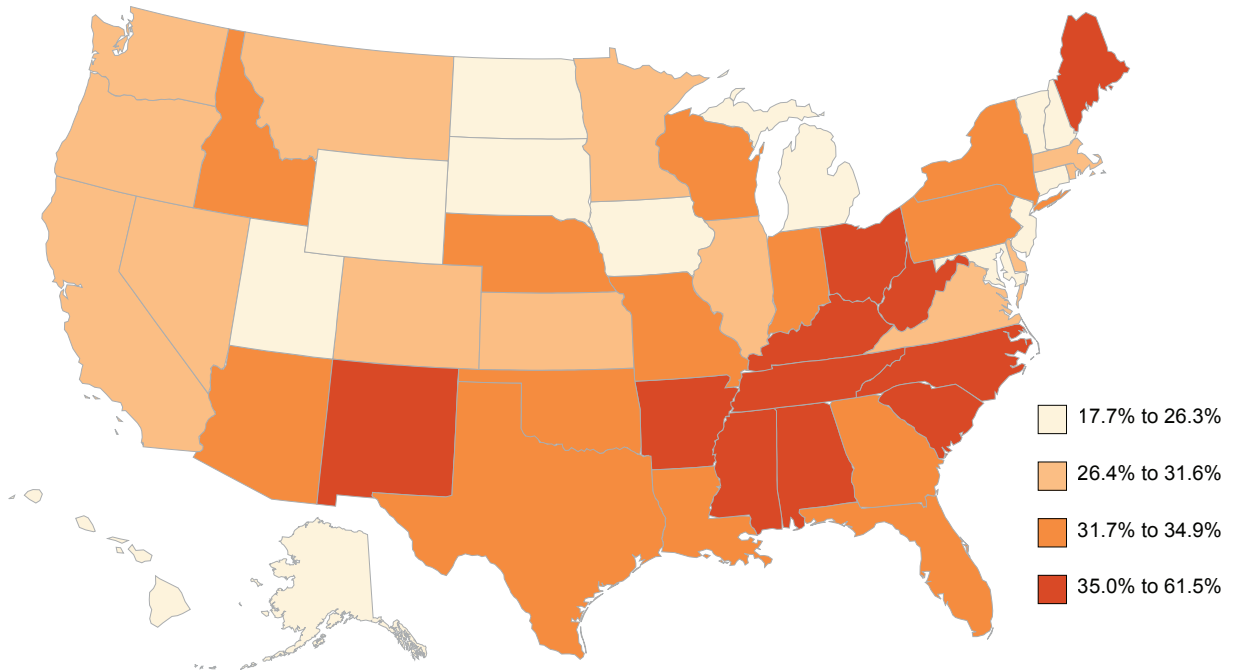 17.7% to 26.3%
26.4% to 31.6%
31.7% to 34.9%
35.0% to 61.5%